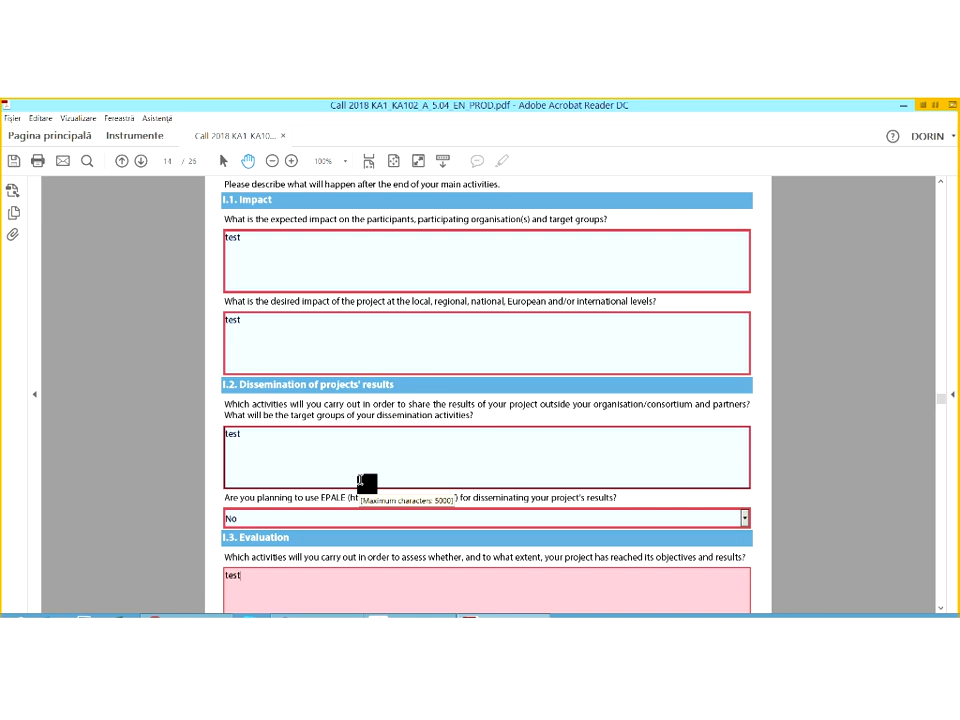 Call 2018 KA1_KA102_A_5.04_EN_PROD.pdf - Adobe Acrobat Reader DC
Fișier Editare Vizualizare Fereastră Asistență
Pagina principală Instrumente Call 2018 KA1_KA10... ×
DORIN
14 / 26 100%
Please describe what will happen after the end of your main activities.
I.1. Impact
What is the expected impact on the participants, participating organisation(s) and target groups?
test
What is the desired impact of the project at the local, regional, national, European and/or international levels?
test
I.2. Dissemination of projects' results
Which activities will you carry out in order to share the results of your project outside your organisation/consortium and partners?
What will be the target groups of your dissemination activities?
test
Are you planning to use EPALE (ht ) for disseminating your project's results?
[Maximum characters: 5000]
No
I.3. Evaluation
Which activities will you carry out in order to assess whether, and to what extent, your project has reached its objectives and results?
test